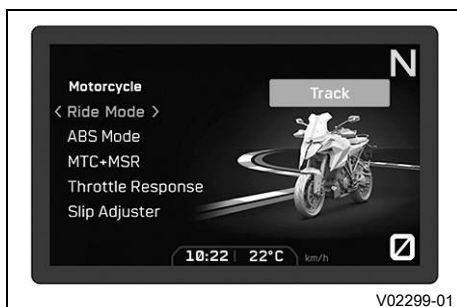 N
Motorcycle
Track
< Ride Mode >
ABS Mode
MTC+MSR
Throttle Response
Slip Adjuster
10:22 22°C km/h
0
V02299-01